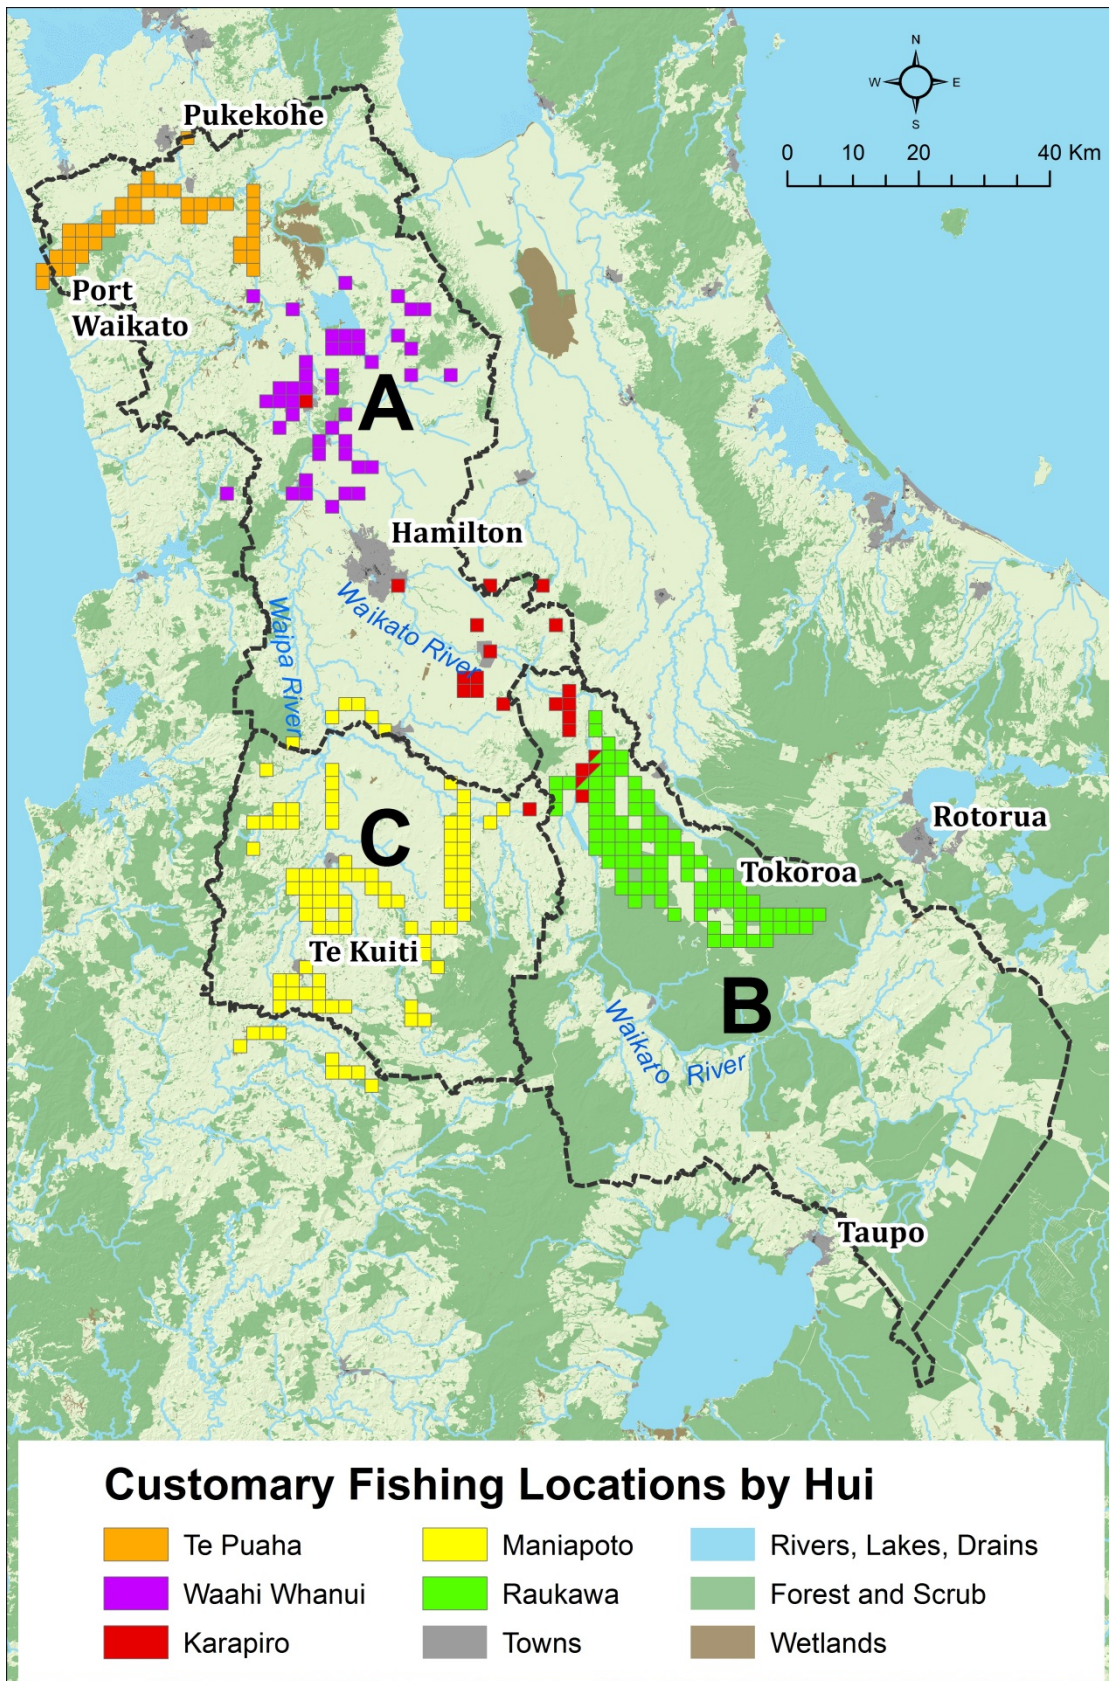 N
W E
S
0 10 20 40 Km
Pukekohe
Port
Waikato
A
Hamilton
Waikato River
Waipa River
C
Rotorua
Tokoroa
Te Kuiti
B
Waikato
River
Taupo
Customary Fishing Locations by Hui
Te Puaha
Maniapoto
Rivers, Lakes, Drains
Waahi Whanui
Raukawa
Forest and Scrub
Karapiro
Towns
Wetlands